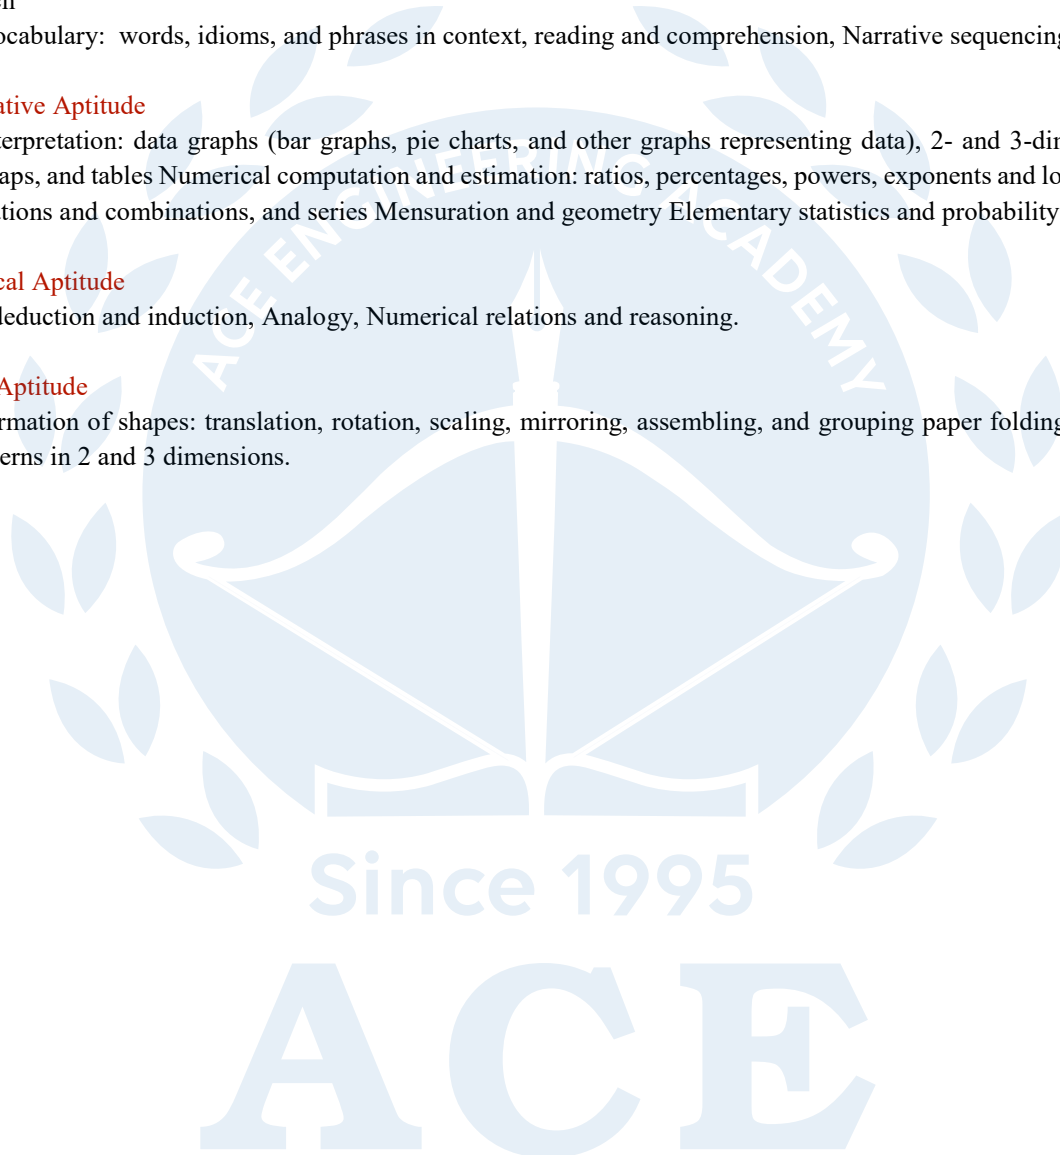 ocabulary: words, idioms, and phrases in context, reading and comprehension, Narrative sequencing
ative Aptitude
terpretation: data graphs (bar graphs, pie charts, and other graphs representing data), 2- and 3-dir
aps, and tables Numerical computation and estimation: ratios, percentages, powers, exponents and lo
tions and combinations, and series Mensuration and geometry Elementary statistics and probability
cal Aptitude
deduction and induction, Analogy, Numerical relations and reasoning.
Aptitude
rmation of shapes: translation, rotation, scaling, mirroring, assembling, and grouping paper folding
erns in 2 and 3 dimensions.
ACE ENGINEERING ACADEMY
Since 1995
ACE